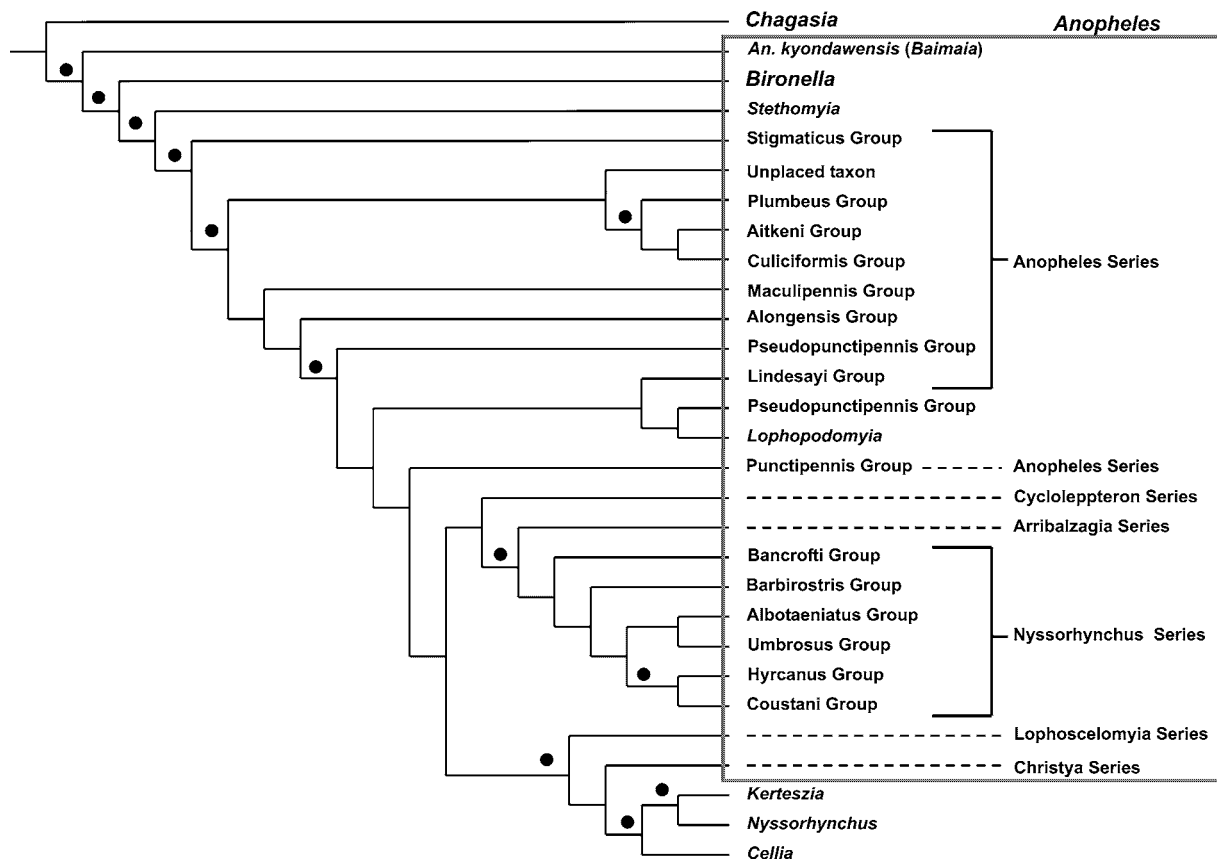 Chagasia Anopheles
An. kyondawensis (Baimaia)
Bironella
Stethomyia
Stigmaticus Group
Unplaced taxon
Plumbeus Group
Aitkeni Group
Culiciformis Group
Anopheles Series
Maculipennis Group
Alongensis Group
Pseudopunctipennis Group
Lindesayi Group
Pseudopunctipennis Group
Lophopodomyia
Punctipennis Group Anopheles Series
Cycloleppteron Series
Arribalzagia Series
Bancrofti Group
Barbirostris Group
Albotaeniatus Group
Nyssorhynchus Series
Umbrosus Group
Hyrcanus Group
Coustani Group
Lophoscelomyia Series
Christya Series
Kerteszia
Nyssorhynchus
Cellia